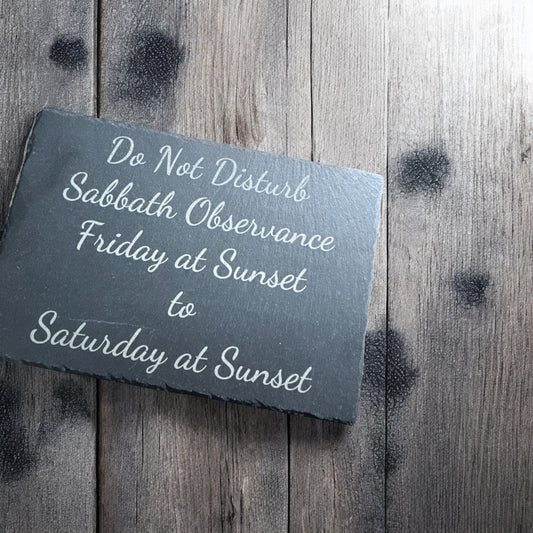 Do Not Disturb
Sabbath Observance
Friday at Sunset
to
Saturday at Sunset